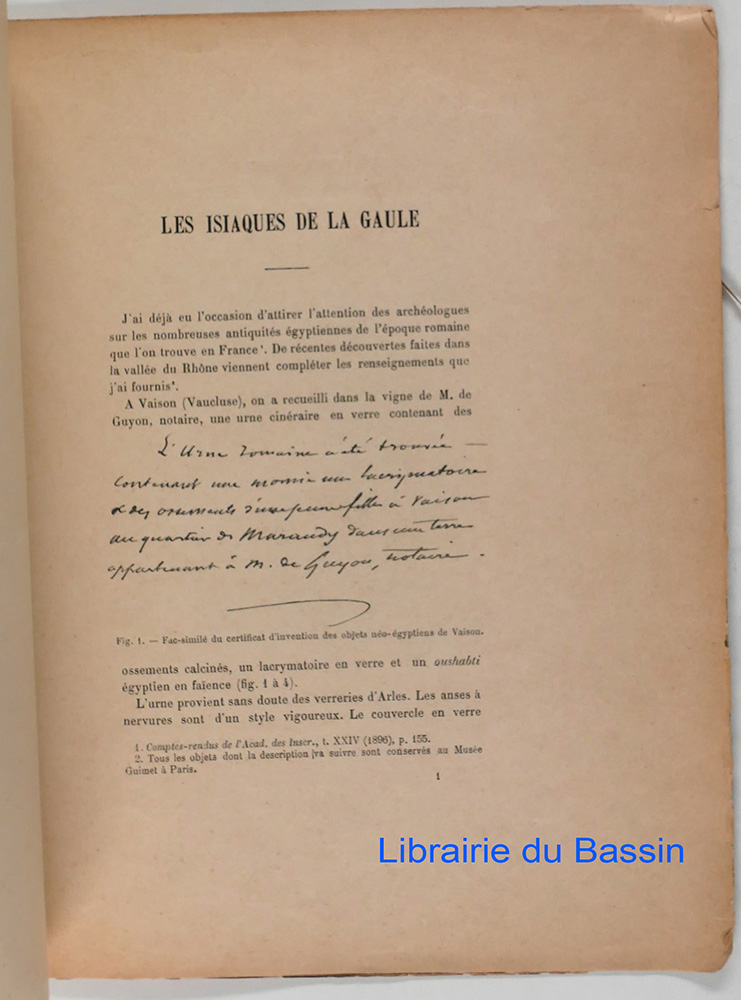 LES ISIAQUES DE LA GAULE
J'ai déjà eu l'occasion d'attirer l'attention des archéologues
sur les nombreuses antiquités égyptiennes de l'époque romaine
que l'on trouve en France¹. De récentes découvertes faites dans
la vallée du Rhône viennent compléter les renseignements que
j'ai fournis².
A Vaison (Vaucluse), on a recueilli dans la vigne de M. de
Guyon, notaire, une urne cinéraire en verre contenant des
L'Urne romaine a été trouvée —
contenant une momie un lacrymatoire
& des ossements d'une jeune fille à Vaison
au quartier de Maraudy dans une terre
appartenant à M. de Guyon, notaire.
Fig. 1. — Fac-similé du certificat d'invention des objets néo-égyptiens de Vaison.
ossements calcinés, un lacrymatoire en verre et un oushabti
égyptien en faïence (fig. 1 à 4).
L'urne provient sans doute des verreries d'Arles. Les anses à
nervures sont d'un style vigoureux. Le couvercle en verre
1. Comptes-rendus de l'Acad. des Inscr., t. XXIV (1896), p. 155.
2. Tous les objets dont la description va suivre sont conservés au Musée
Guimet à Paris.
1
Librairie du Bassin